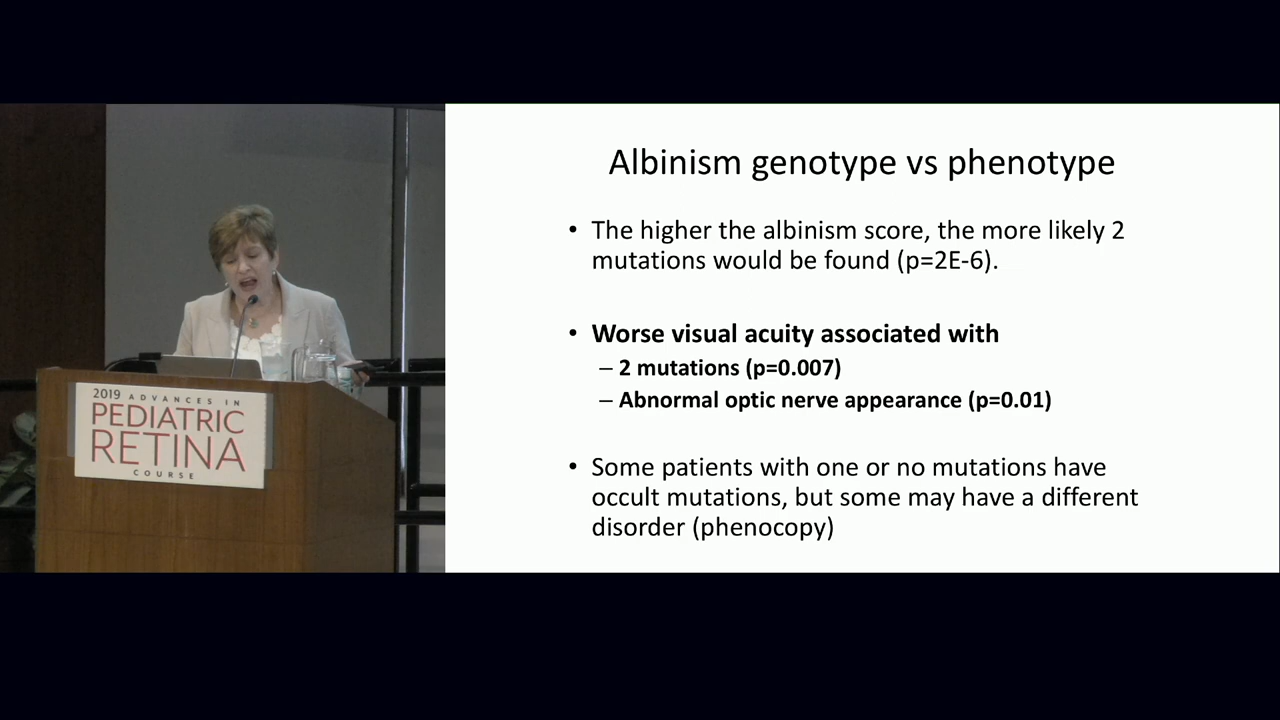 Albinism genotype vs phenotype
• The higher the albinism score, the more likely 2
mutations would be found (p=2E-6).
• Worse visual acuity associated with
– 2 mutations (p=0.007)
– Abnormal optic nerve appearance (p=0.01)
• Some patients with one or no mutations have
occult mutations, but some may have a different
disorder (phenocopy)
2019 ADVANCES IN
PEDIATRIC
RETINA
COURSE